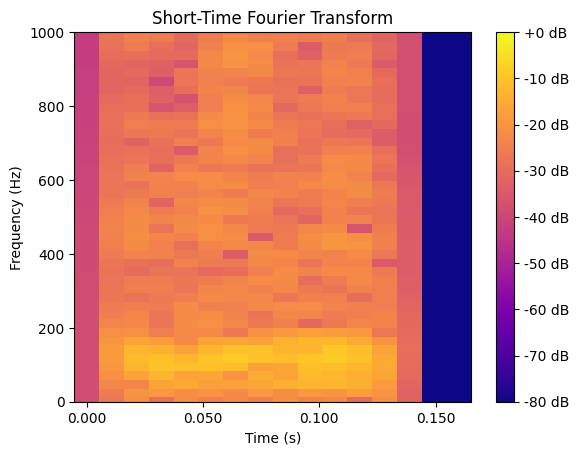 Short-Time Fourier Transform
Frequency (Hz)
1000
800
600
400
200
0
0.000
0.050
0.100
0.150
Time (s)
+0 dB
-10 dB
-20 dB
-30 dB
-40 dB
-50 dB
-60 dB
-70 dB
-80 dB